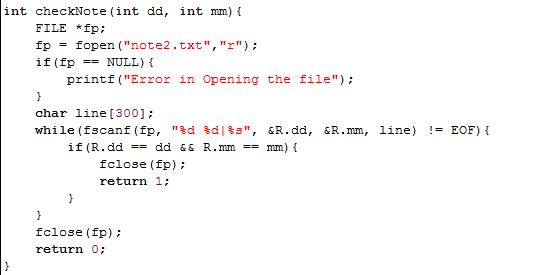 int checkNote(int dd, int mm){
    FILE *fp;
    fp = fopen("note2.txt","r");
    if(fp == NULL){
        printf("Error in Opening the file");
    }
    char line[300];
    while(fscanf(fp, "%d %d|%s", &R.dd, &R.mm, line) != EOF){
        if(R.dd == dd && R.mm == mm){
            fclose(fp);
            return 1;
        }
    }
    fclose(fp);
    return 0;
}